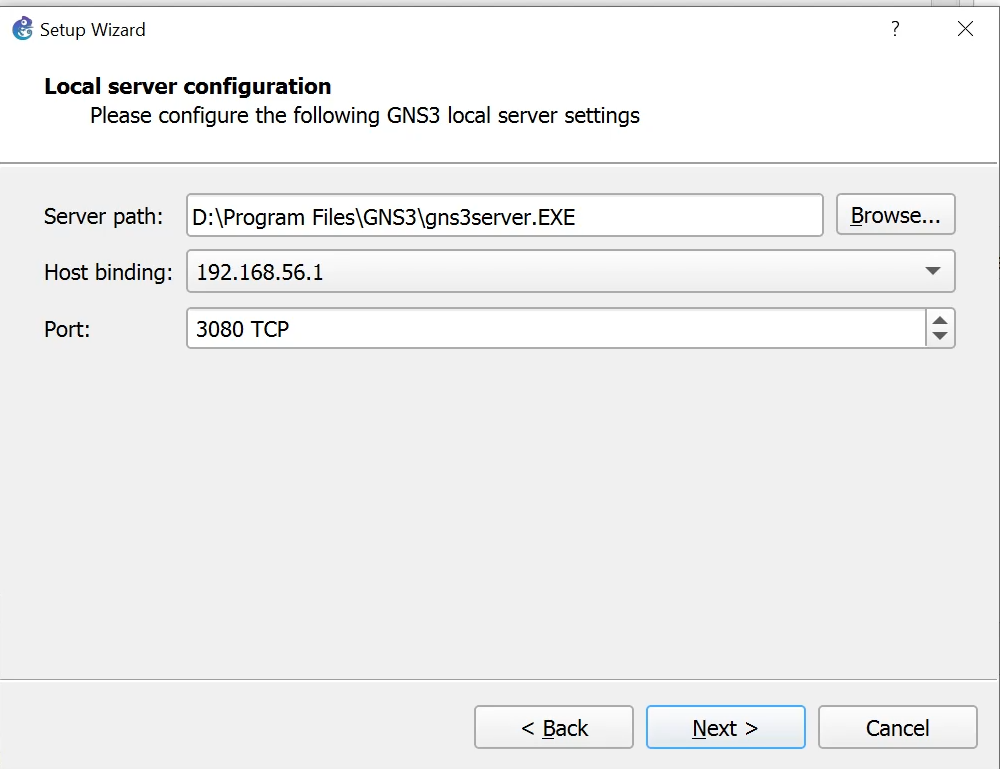 Setup Wizard ?
Local server configuration
Please configure the following GNS3 local server settings
Server path: D:\Program Files\GNS3\gns3server.EXE Browse...
Host binding: 192.168.56.1
Port: 3080 TCP
< Back Next > Cancel